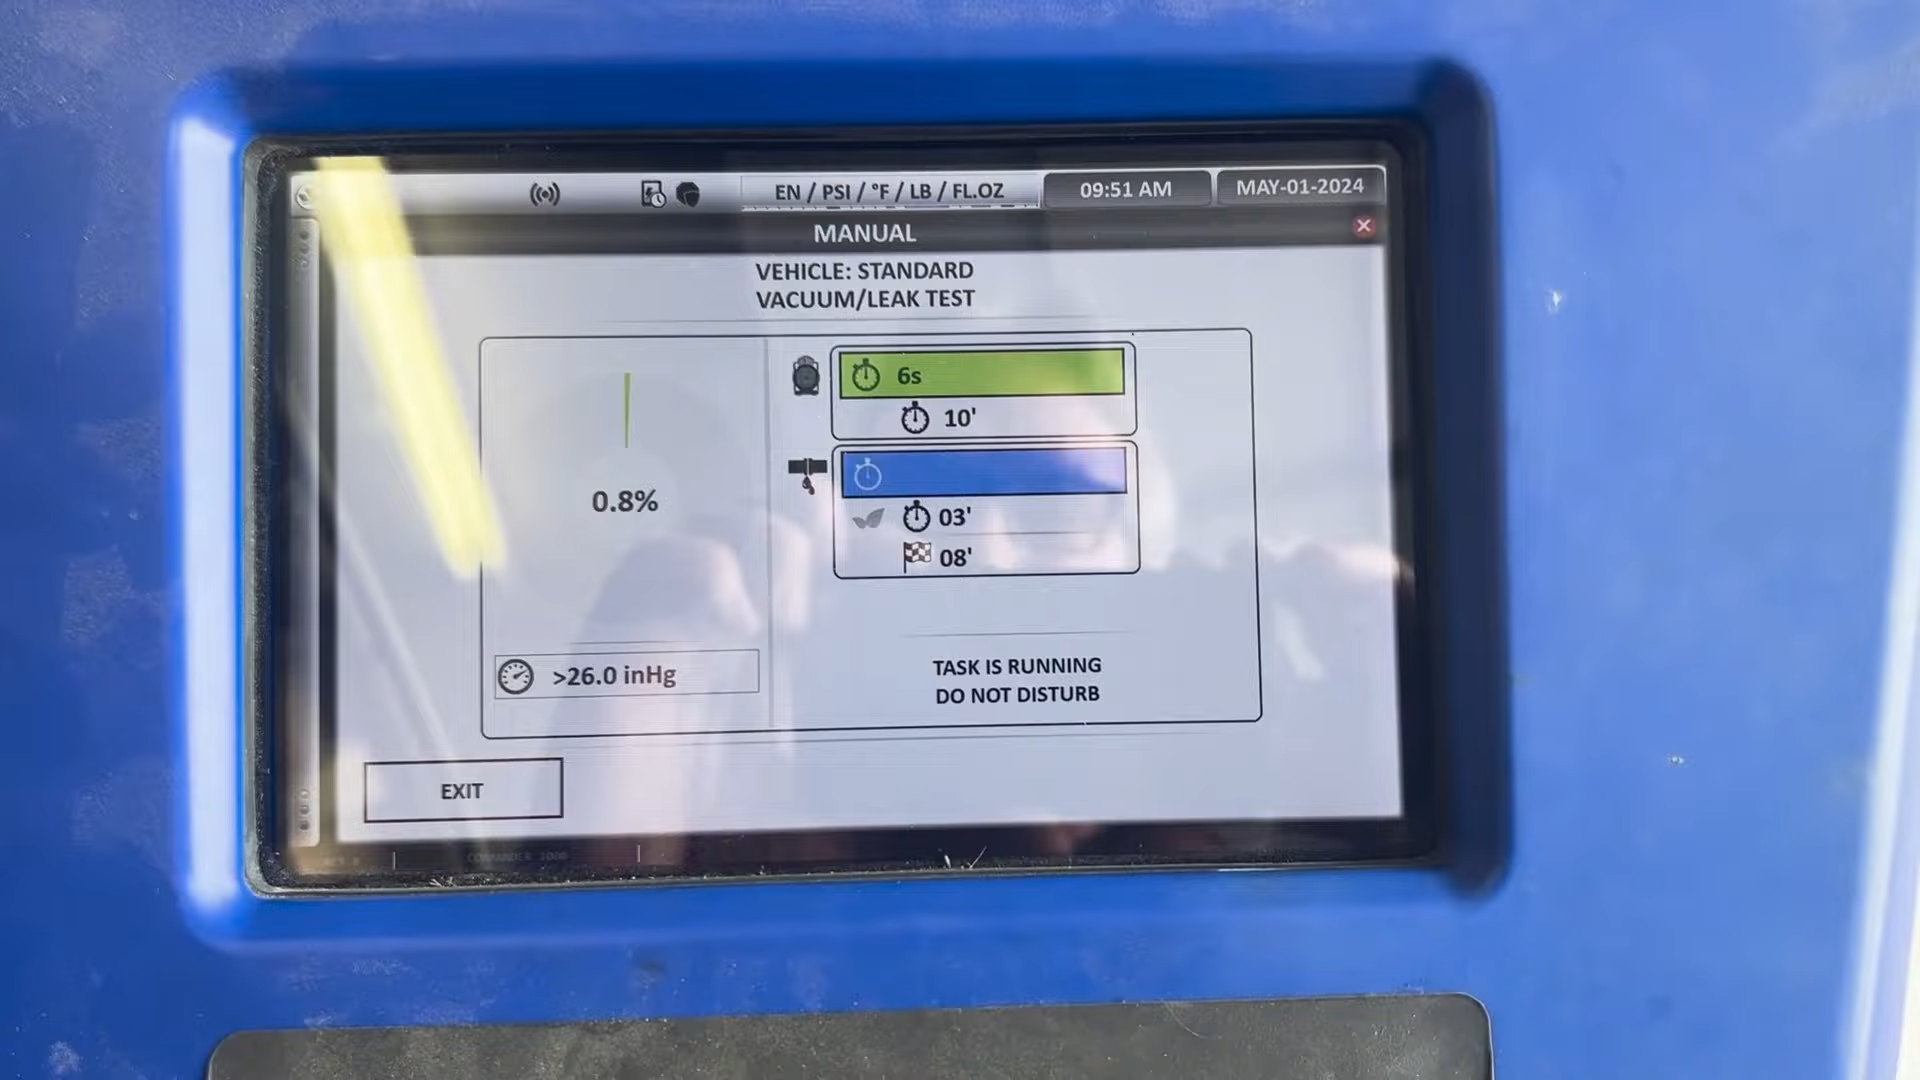 EN / PSI / °F / LB / FL.OZ
09:51 AM
MAY-01-2024
MANUAL
VEHICLE: STANDARD
VACUUM/LEAK TEST
6s
10'
0.8%
03'
08'
>26.0 inHg
TASK IS RUNNING
DO NOT DISTURB
EXIT